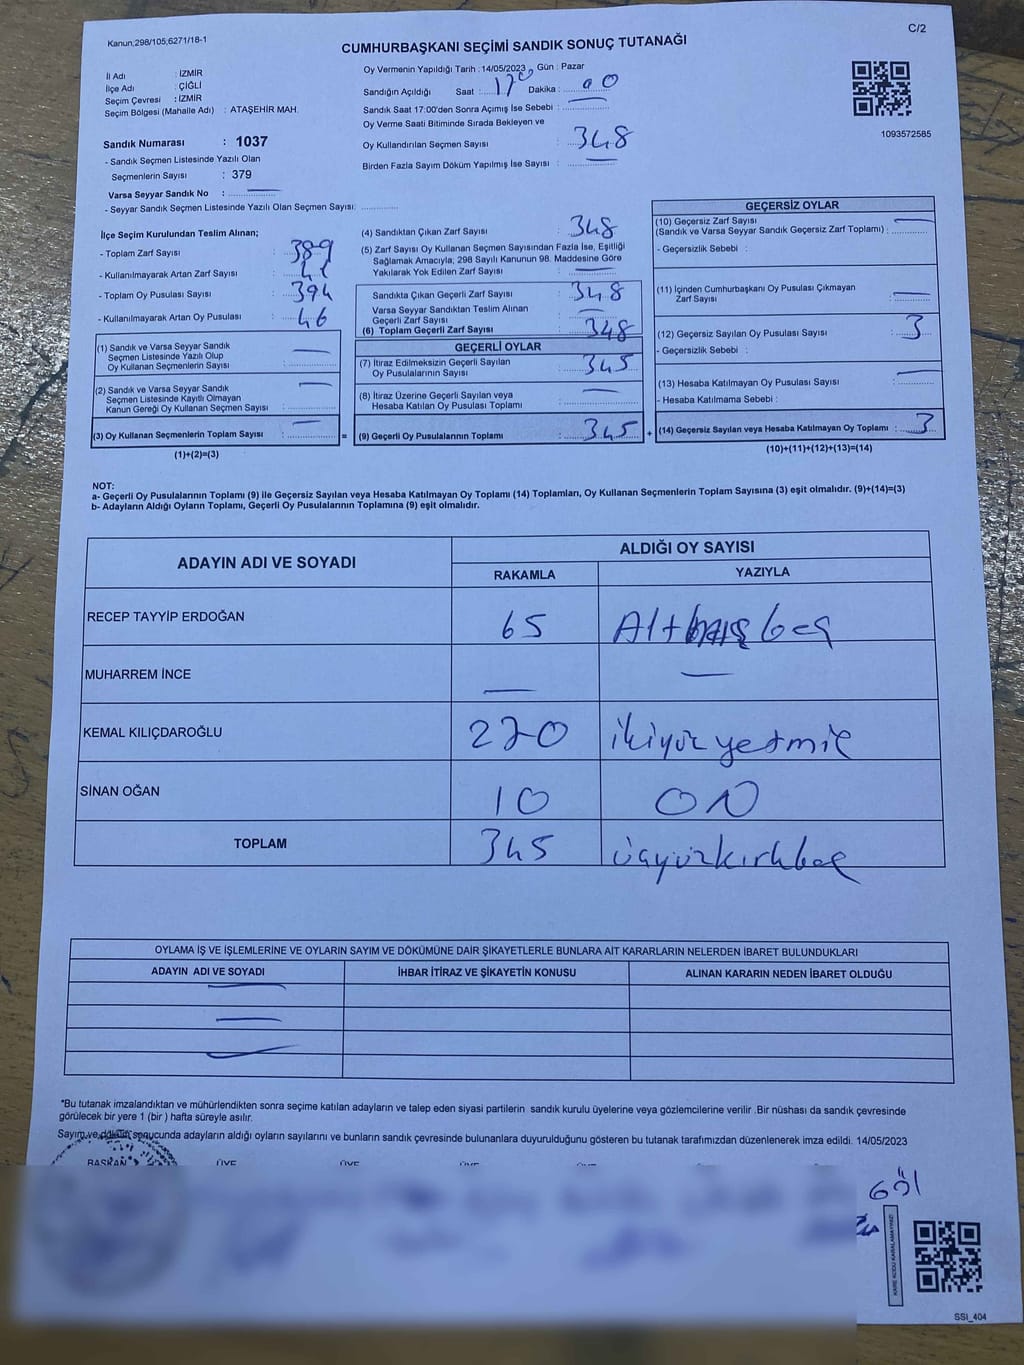 Kanun;298/105;6271/18-1
C/2
CUMHURBAŞKANI SEÇİMİ SANDIK SONUÇ TUTANAĞI
İl Adı : İZMİR
İlçe Adı : ÇİĞLİ
Seçim Çevresi : İZMİR
Seçim Bölgesi (Mahalle Adı) : ATAŞEHİR MAH.
Oy Vermenin Yapıldığı Tarih : 14/05/2023 Gün : Pazar
Sandığın Açıldığı Saat : 17 Dakika : 00
Sandık Saat 17:00'den Sonra Açımış İse Sebebi :
Oy Verme Saati Bitiminde Sırada Bekleyen ve
Oy Kullandırılan Seçmen Sayısı : 348
Birden Fazla Sayım Döküm Yapılmış İse Sayısı :
1093572585
Sandık Numarası : 1037
- Sandık Seçmen Listesinde Yazılı Olan
Seçmenlerin Sayısı : 379
Varsa Seyyar Sandık No :
- Seyyar Sandık Seçmen Listesinde Yazılı Olan Seçmen Sayısı:
İlçe Seçim Kurulundan Teslim Alınan;
- Toplam Zarf Sayısı : 389
- Kullanılmayarak Artan Zarf Sayısı :
- Toplam Oy Pusulası Sayısı : 394
- Kullanılmayarak Artan Oy Pusulası : 46
(1) Sandık ve Varsa Seyyar Sandık
Seçmen Listesinde Yazılı Olup
Oy Kullanan Seçmenlerin Sayısı :
(2) Sandık ve Varsa Seyyar Sandık
Seçmen Listesinde Kayıtlı Olmayan
Kanun Gereği Oy Kullanan Seçmen Sayısı :
(3) Oy Kullanan Seçmenlerin Toplam Sayısı :
(1)+(2)=(3)
(4) Sandıktan Çıkan Zarf Sayısı : 348
(5) Zarf Sayısı Oy Kullanan Seçmen Sayısından Fazla İse, Eşitliği
Sağlamak Amacıyla; 298 Sayılı Kanunun 98. Maddesine Göre
Yakılarak Yok Edilen Zarf Sayısı :
Sandıkta Çıkan Geçerli Zarf Sayısı : 348
Varsa Seyyar Sandıktan Teslim Alınan
Geçerli Zarf Sayısı :
(6) Toplam Geçerli Zarf Sayısı : 348
GEÇERLİ OYLAR
(7) İtiraz Edilmeksizin Geçerli Sayılan
Oy Pusulalarının Sayısı : 345
(8) İtiraz Üzerine Geçerli Sayılan veya
Hesaba Katılan Oy Pusulası Toplamı :
= (9) Geçerli Oy Pusulalarının Toplamı : 345
GEÇERSİZ OYLAR
(10) Geçersiz Zarf Sayısı
(Sandık ve Varsa Seyyar Sandık Geçersiz Zarf Toplamı) :
- Geçersizlik Sebebi :
(11) İçinden Cumhurbaşkanı Oy Pusulası Çıkmayan
Zarf Sayısı :
(12) Geçersiz Sayılan Oy Pusulası Sayısı : 3
- Geçersizlik Sebebi :
(13) Hesaba Katılmayan Oy Pusulası Sayısı :
- Hesaba Katılmama Sebebi :
+ (14) Geçersiz Sayılan veya Hesaba Katılmayan Oy Toplamı : 3
(10)+(11)+(12)+(13)=(14)
NOT:
a- Geçerli Oy Pusulalarının Toplamı (9) ile Geçersiz Sayılan veya Hesaba Katılmayan Oy Toplamı (14) Toplamları, Oy Kullanan Seçmenlerin Toplam Sayısına (3) eşit olmalıdır. (9)+(14)=(3)
b- Adayların Aldığı Oyların Toplamı, Geçerli Oy Pusulalarının Toplamına (9) eşit olmalıdır.
ADAYIN ADI VE SOYADI
ALDIĞI OY SAYISI
RAKAMLA YAZIYLA
RECEP TAYYİP ERDOĞAN 65 Altmış beş
MUHARREM İNCE
KEMAL KILIÇDAROĞLU 270 ikiyüz yetmiş
SİNAN OĞAN 10 ON
TOPLAM 345 üçyüzkırkbeş
OYLAMA İŞ VE İŞLEMLERİNE VE OYLARIN SAYIM VE DÖKÜMÜNE DAİR ŞİKAYETLERLE BUNLARA AİT KARARLARIN NELERDEN İBARET BULUNDUKLARI
ADAYIN ADI VE SOYADI İHBAR İTİRAZ VE ŞİKAYETİN KONUSU ALINAN KARARIN NEDEN İBARET OLDUĞU
*Bu tutanak imzalandıktan ve mühürlendikten sonra seçime katılan adayların ve talep eden siyasi partilerin sandık kurulu üyelerine veya gözlemcilerine verilir .Bir nüshası da sandık çevresinde
görülecek bir yere 1 (bir ) hafta süreyle asılır.
Sayım ve döküm sonucunda adayların aldığı oyların sayılarını ve bunların sandık çevresinde bulunanlara duyurulduğunu gösteren bu tutanak tarafımızdan düzenlenerek imza edildi. 14/05/2023
BAŞKAN ÜYE ÜYE ÜYE ÜYE
KARE KODU KARALAMAYINIZ!
SSİ_404